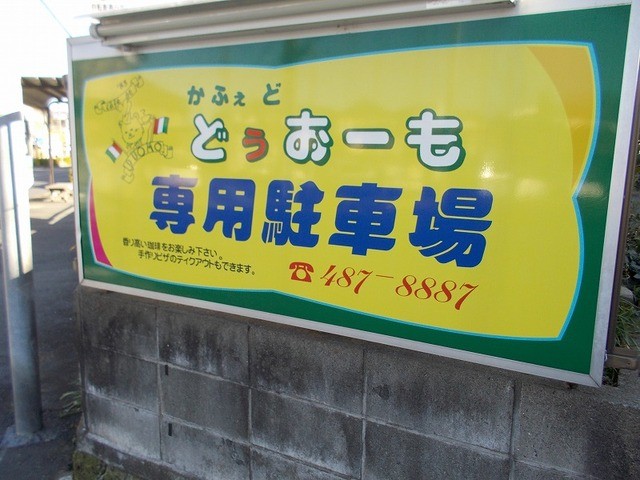 かふぇ ど
どぅおーも
専用駐車場
香り高い珈琲をお楽しみ下さい。
手作りピザのテイクアウトもできます。
☎487-8887